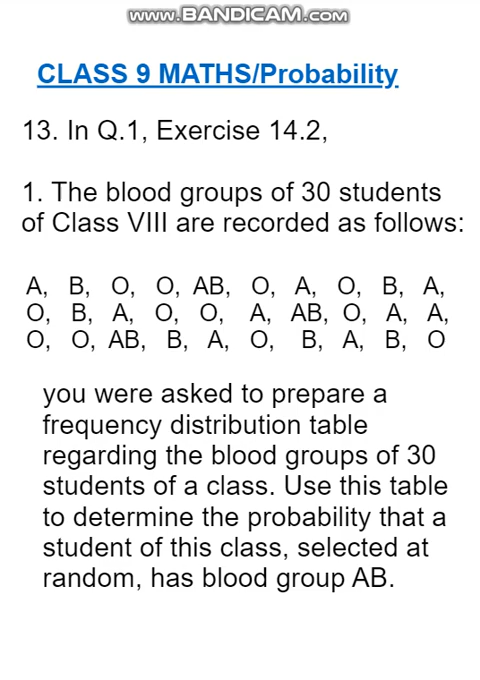 www.BANDICAM.com
CLASS 9 MATHS/Probability
13. In Q.1, Exercise 14.2,
1. The blood groups of 30 students
of Class VIII are recorded as follows:
A, B, O, O, AB, O, A, O, B, A,
O, B, A, O, O, A, AB, O, A, A,
O, O, AB, B, A, O, B, A, B, O
you were asked to prepare a
frequency distribution table
regarding the blood groups of 30
students of a class. Use this table
to determine the probability that a
student of this class, selected at
random, has blood group AB.